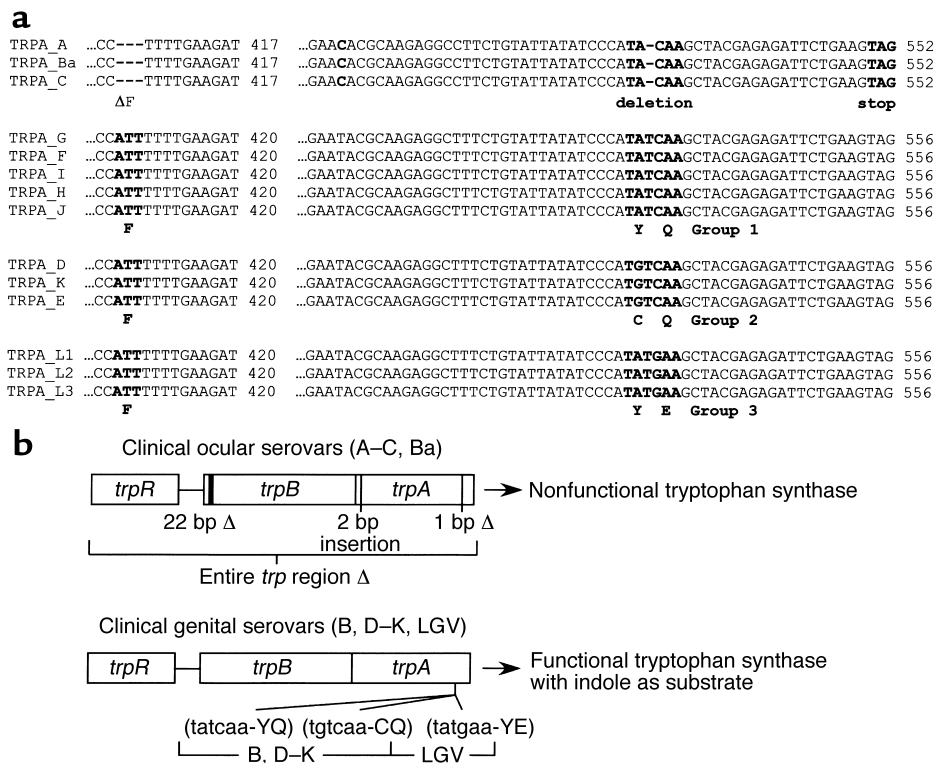 a
TRPA_A …CC---TTTTGAAGAT 417 …GAACACGCAAGAGGCCTTCTGTATTATATCCCATA-CAAGCTACGAGAGATTCTGAAGTAG 552
TRPA_Ba …CC---TTTTGAAGAT 417 …GAACACGCAAGAGGCCTTCTGTATTATATCCCATA-CAAGCTACGAGAGATTCTGAAGTAG 552
TRPA_C …CC---TTTTGAAGAT 417 …GAACACGCAAGAGGCCTTCTGTATTATATCCCATA-CAAGCTACGAGAGATTCTGAAGTAG 552
ΔF deletion stop
TRPA_G …CCATTTTTTGAAGAT 420 …GAATACGCAAGAGGCTTTCTGTATTATATCCCATATCAAGCTACGAGAGATTCTGAAGTAG 556
TRPA_F …CCATTTTTTGAAGAT 420 …GAATACGCAAGAGGCTTTCTGTATTATATCCCATATCAAGCTACGAGAGATTCTGAAGTAG 556
TRPA_I …CCATTTTTTGAAGAT 420 …GAATACGCAAGAGGCTTTCTGTATTATATCCCATATCAAGCTACGAGAGATTCTGAAGTAG 556
TRPA_H …CCATTTTTTGAAGAT 420 …GAATACGCAAGAGGCTTTCTGTATTATATCCCATATCAAGCTACGAGAGATTCTGAAGTAG 556
TRPA_J …CCATTTTTTGAAGAT 420 …GAATACGCAAGAGGCTTTCTGTATTATATCCCATATCAAGCTACGAGAGATTCTGAAGTAG 556
F Y Q Group 1
TRPA_D …CCATTTTTTGAAGAT 420 …GAATACGCAAGAGGCTTTCTGTATTATATCCCATGTCAAGCTACGAGAGATTCTGAAGTAG 556
TRPA_K …CCATTTTTTGAAGAT 420 …GAATACGCAAGAGGCTTTCTGTATTATATCCCATGTCAAGCTACGAGAGATTCTGAAGTAG 556
TRPA_E …CCATTTTTTGAAGAT 420 …GAATACGCAAGAGGCTTTCTGTATTATATCCCATGTCAAGCTACGAGAGATTCTGAAGTAG 556
F C Q Group 2
TRPA_L1 …CCATTTTTTGAAGAT 420 …GAATACGCAAGAGGCTTTCTGTATTATATCCCATATGAAGCTACGAGAGATTCTGAAGTAG 556
TRPA_L2 …CCATTTTTTGAAGAT 420 …GAATACGCAAGAGGCTTTCTGTATTATATCCCATATGAAGCTACGAGAGATTCTGAAGTAG 556
TRPA_L3 …CCATTTTTTGAAGAT 420 …GAATACGCAAGAGGCTTTCTGTATTATATCCCATATGAAGCTACGAGAGATTCTGAAGTAG 556
F Y E Group 3
b
Clinical ocular serovars (A–C, Ba)
trpR trpB trpA Nonfunctional tryptophan synthase
22 bp Δ 2 bp 1 bp Δ
insertion
Entire trp region Δ
Clinical genital serovars (B, D–K, LGV)
trpR trpB trpA Functional tryptophan synthase
with indole as substrate
(tatcaa-YQ) (tgtcaa-CQ) (tatgaa-YE)
B, D–K LGV